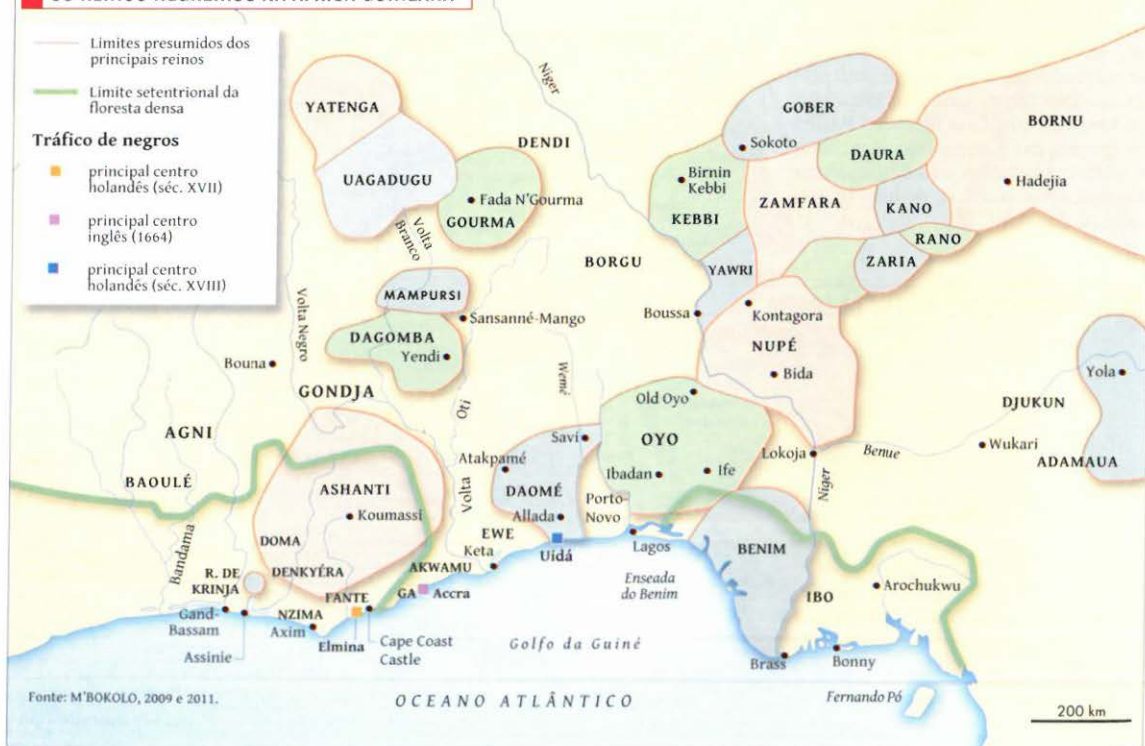 Limites presumidos dos
principais reinos
Limite setentrional da
floresta densa
Tráfico de negros
principal centro
holandês (séc. XVII)
principal centro
inglês (1664)
principal centro
holandês (séc. XVIII)
YATENGA
UAGADUGU
DENDI
Fada N'Gourma
GOURMA
Volta
Branco
Niger
GOBER
Sokoto
BORNU
DAURA
Hadejia
Birnin
Kebbi
KEBBI
ZAMFARA
KANO
RANO
ZARIA
YAWRI
BORGU
MAMPURSI
Sansanné-Mango
DAGOMBA
Yendi
Volta Negro
Bouna
GONDJA
Oti
Wemé
Boussa
Kontagora
NUPÉ
Bida
Yola
DJUKUN
Wukari
ADAMAUA
Old Oyo
OYO
Ibadan
Ife
Lokoja
Benue
Niger
AGNI
BAOULÉ
Bandama
ASHANTI
Koumassi
DOMA
DENKYÉRA
Volta
Savi
Atakpamé
DAOMÉ
Allada
Porto-
Novo
EWE
Keta
Uidá
Lagos
BENIM
AKWAMU
GA
Accra
R. DE
KRINJA
FANTE
NZIMA
Gand-
Bassam
Axim
Elmina
Cape Coast
Castle
Assinie
Enseada
do Benim
IBO
Arochukwu
Golfo da Guiné
Brass
Bonny
Fonte: M'BOKOLO, 2009 e 2011.
OCEANO ATLÂNTICO
Fernando Pó
200 km